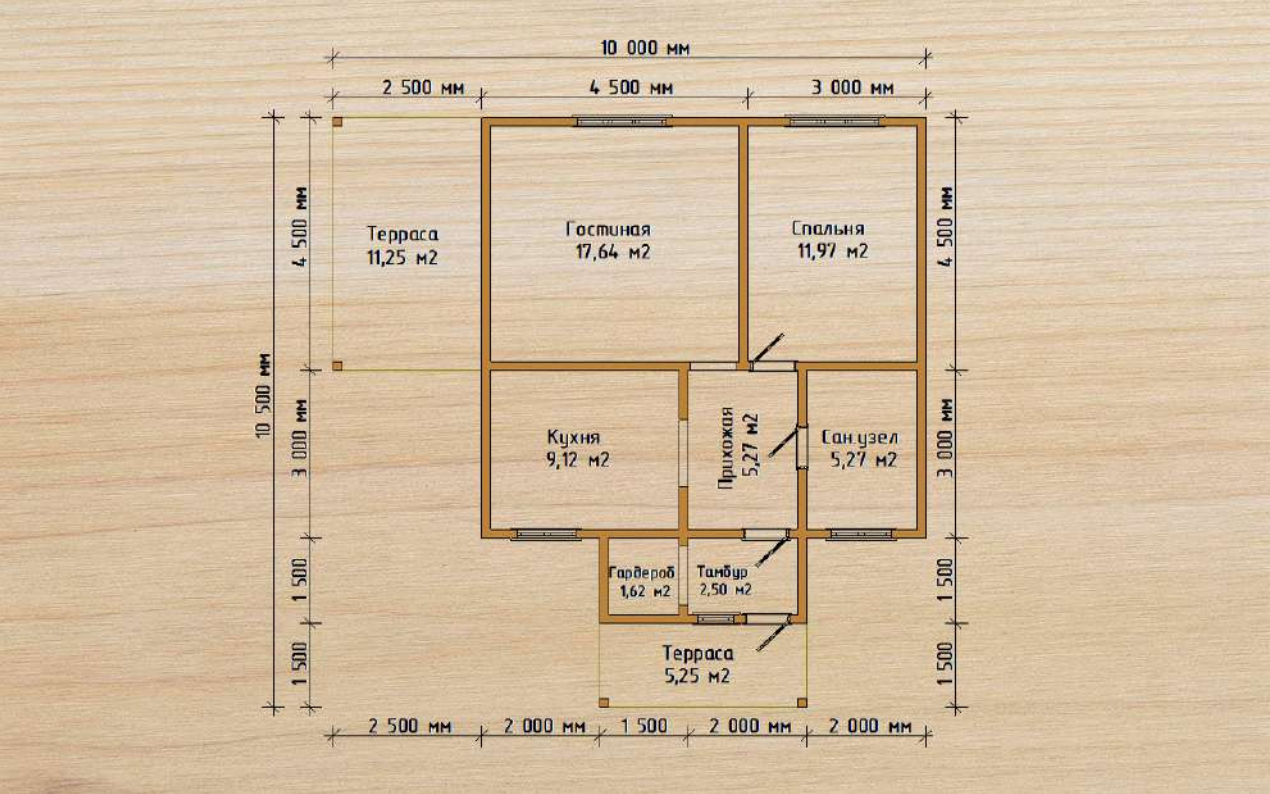 10 000 мм
2 500 мм
4 500 мм
3 000 мм
4 500 мм
10 500 мм
3 000 мм
1 500
1 500
Терраса
11,25 м2
Гостиная
17,64 м2
Спальня
11,97 м2
4 500 мм
Кухня
9,12 м2
Прихожая
5,27 м2
Сан.узел
5,27 м2
3 000 мм
Гардероб
1,62 м2
Тамбур
2,50 м2
1 500
Терраса
5,25 м2
1 500
2 500 мм
2 000 мм
1 500
2 000 мм
2 000 мм